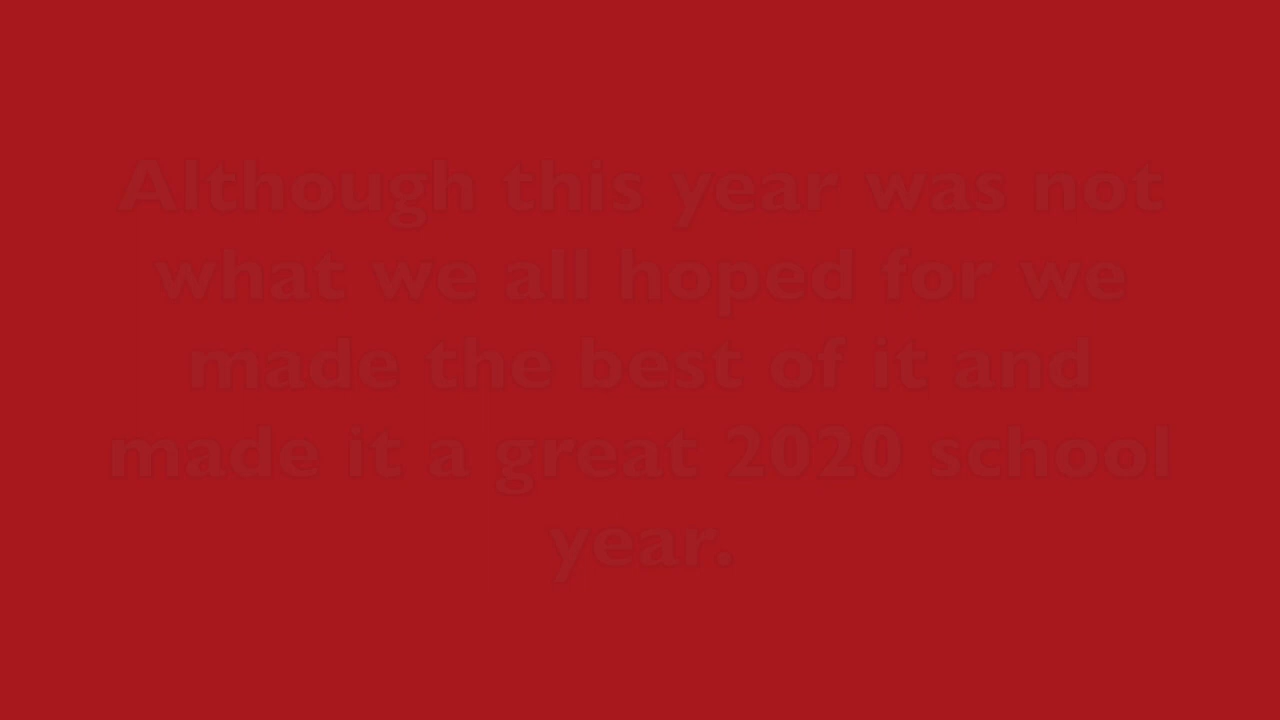 Although this year was not
what we all hoped for we
made the best of it and
made it a great 2020 school
year.